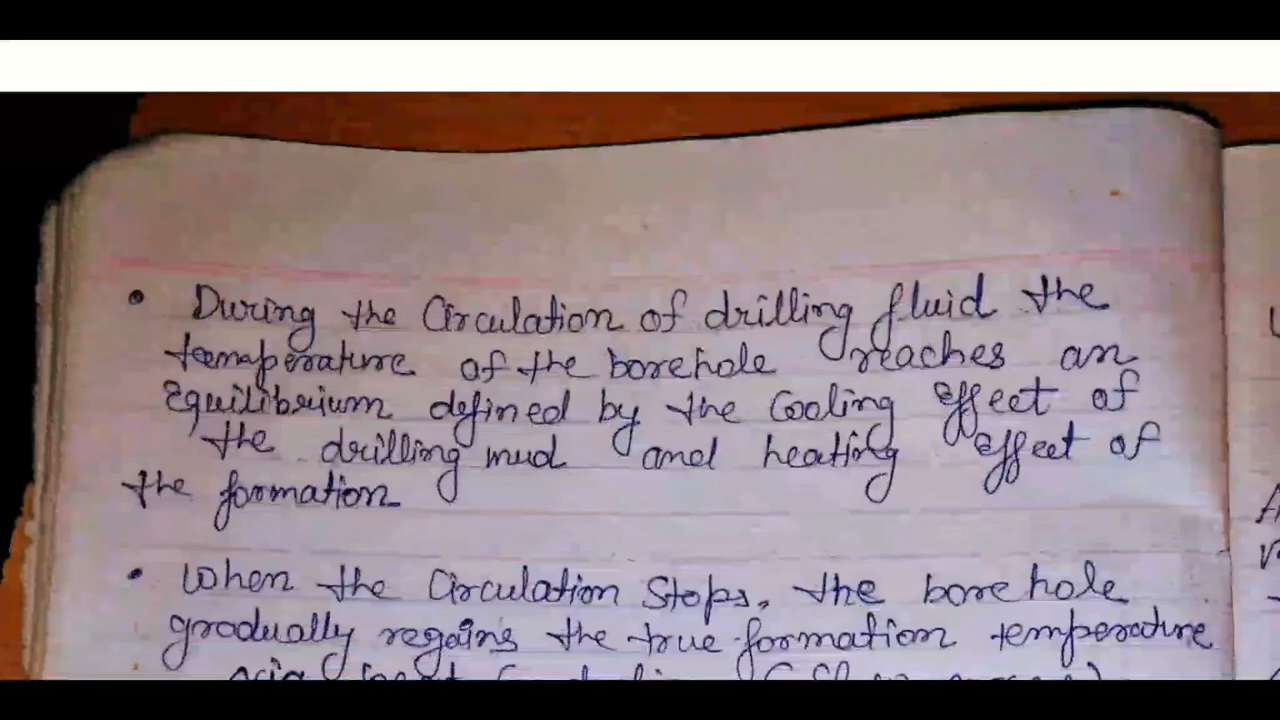 • During the Circulation of drilling fluid the
temaperature of the borehole reaches an
Equilibrium defined by the Cooling effect of
the drilling mud and heating effect of
the formation
• When the Circulation Stops, the borehole
gradually regains the true formation temperature